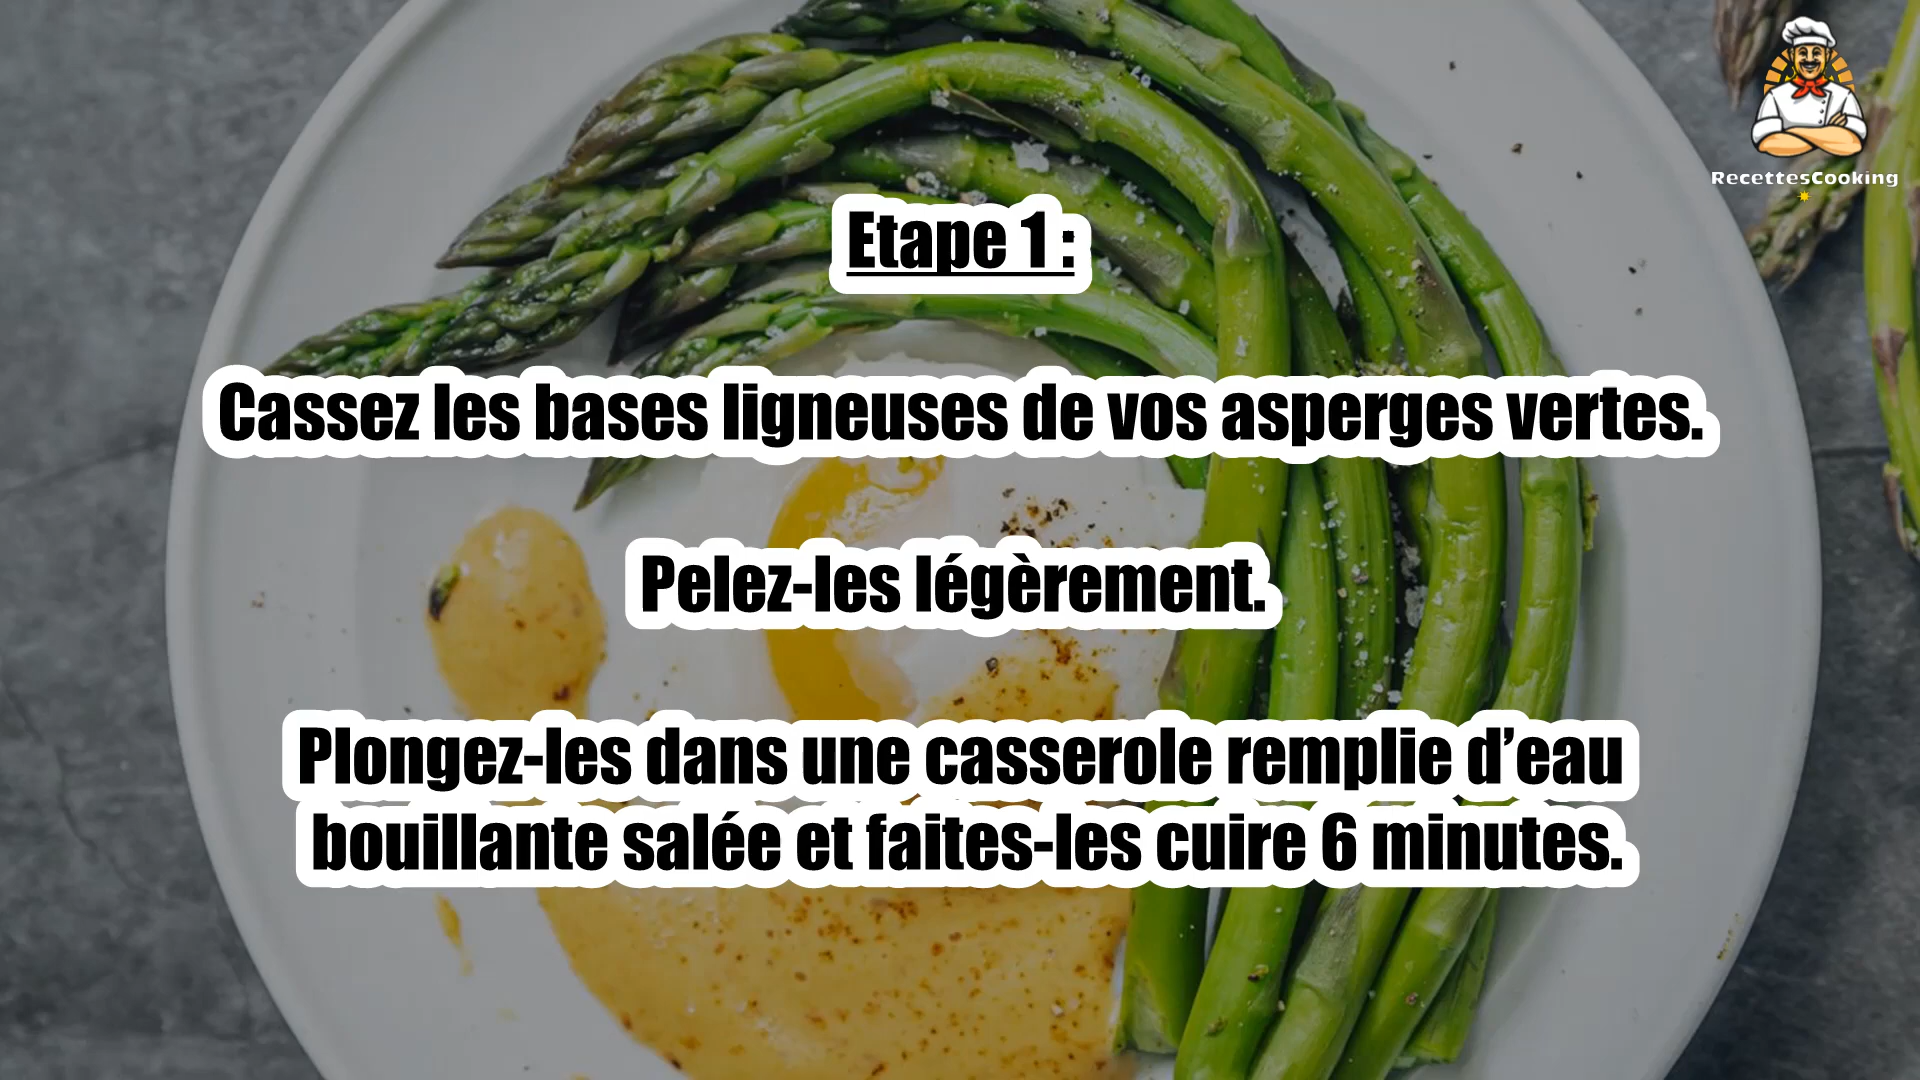 RecettesCooking
Etape 1 :
Cassez les bases ligneuses de vos asperges vertes.
Pelez-les légèrement.
Plongez-les dans une casserole remplie d’eau
bouillante salée et faites-les cuire 6 minutes.